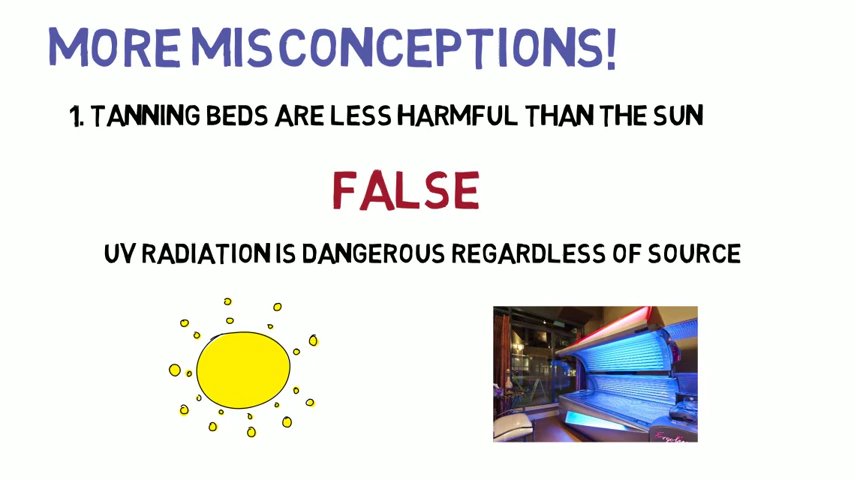 MORE MISCONCEPTIONS!
1. TANNING BEDS ARE LESS HARMFUL THAN THE SUN
FALSE
UV RADIATION IS DANGEROUS REGARDLESS OF SOURCE